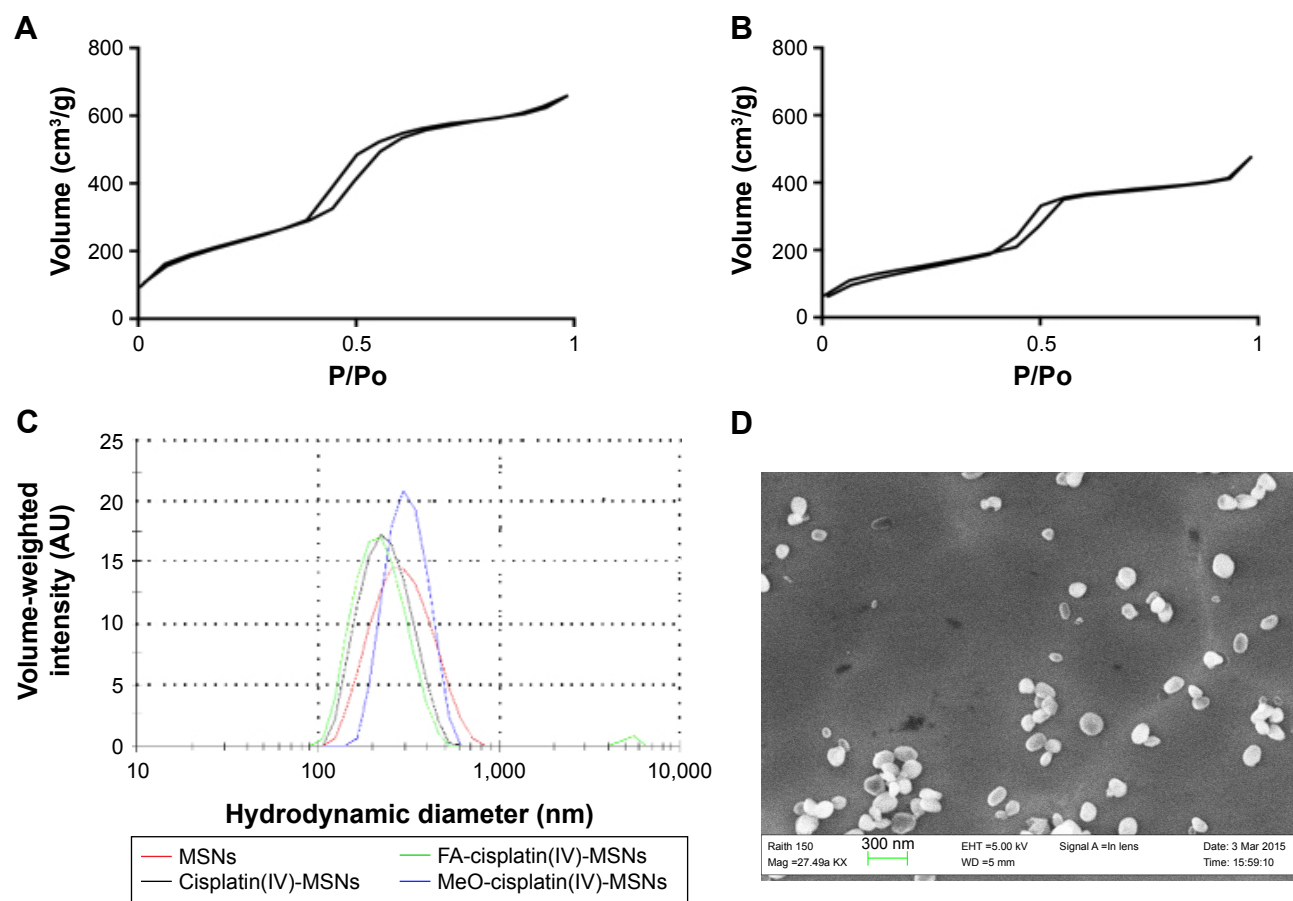 A
800
600
400
200
0
Volume (cm³/g)
0
0.5
1
P/Po
B
800
600
400
200
0
Volume (cm³/g)
0
0.5
1
P/Po
C
25
20
15
10
5
0
Volume-weighted
intensity (AU)
10
100
1,000
10,000
Hydrodynamic diameter (nm)
MSNs
FA-cisplatin(IV)-MSNs
Cisplatin(IV)-MSNs
MeO-cisplatin(IV)-MSNs
D
Raith 150
300 nm
EHT =5.00 kV
Signal A =In lens
Date: 3 Mar 2015
Mag =27.49a KX
WD =5 mm
Time: 15:59:10